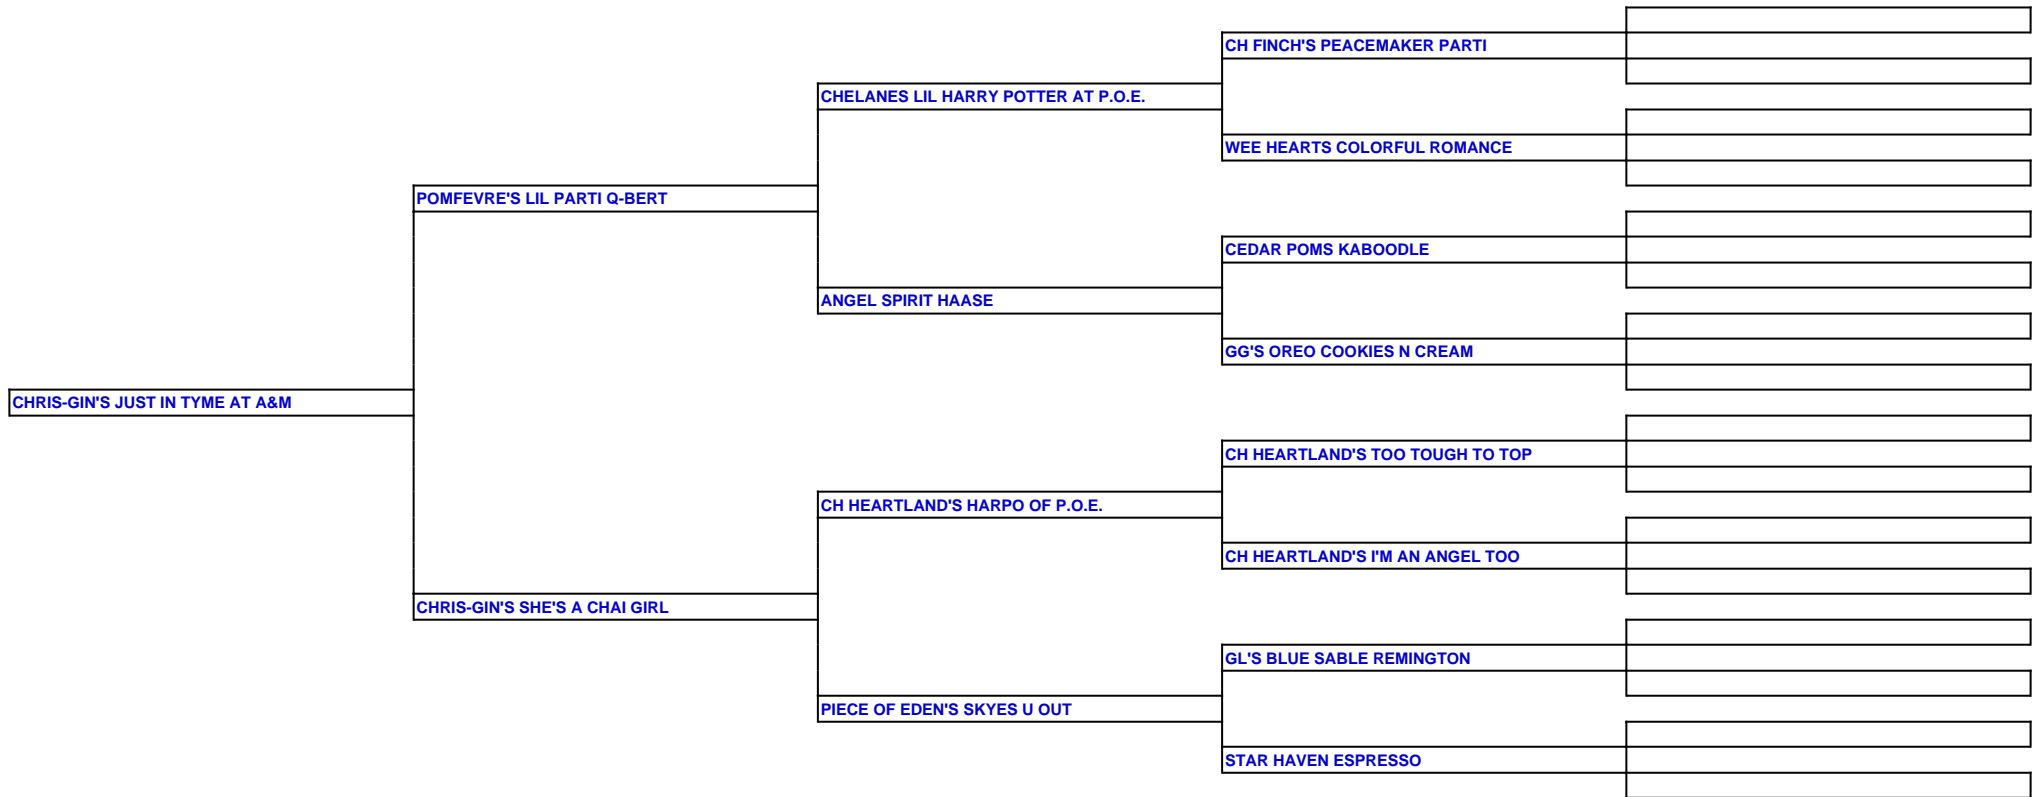 CH FINCH'S PEACEMAKER PARTI
CHELANES LIL HARRY POTTER AT P.O.E.
WEE HEARTS COLORFUL ROMANCE
POMFEVRE'S LIL PARTI Q-BERT
CEDAR POMS KABOODLE
ANGEL SPIRIT HAASE
GG'S OREO COOKIES N CREAM
CHRIS-GIN'S JUST IN TYME AT A&M
CH HEARTLAND'S TOO TOUGH TO TOP
CH HEARTLAND'S HARPO OF P.O.E.
CH HEARTLAND'S I'M AN ANGEL TOO
CHRIS-GIN'S SHE'S A CHAI GIRL
GL'S BLUE SABLE REMINGTON
PIECE OF EDEN'S SKYES U OUT
STAR HAVEN ESPRESSO